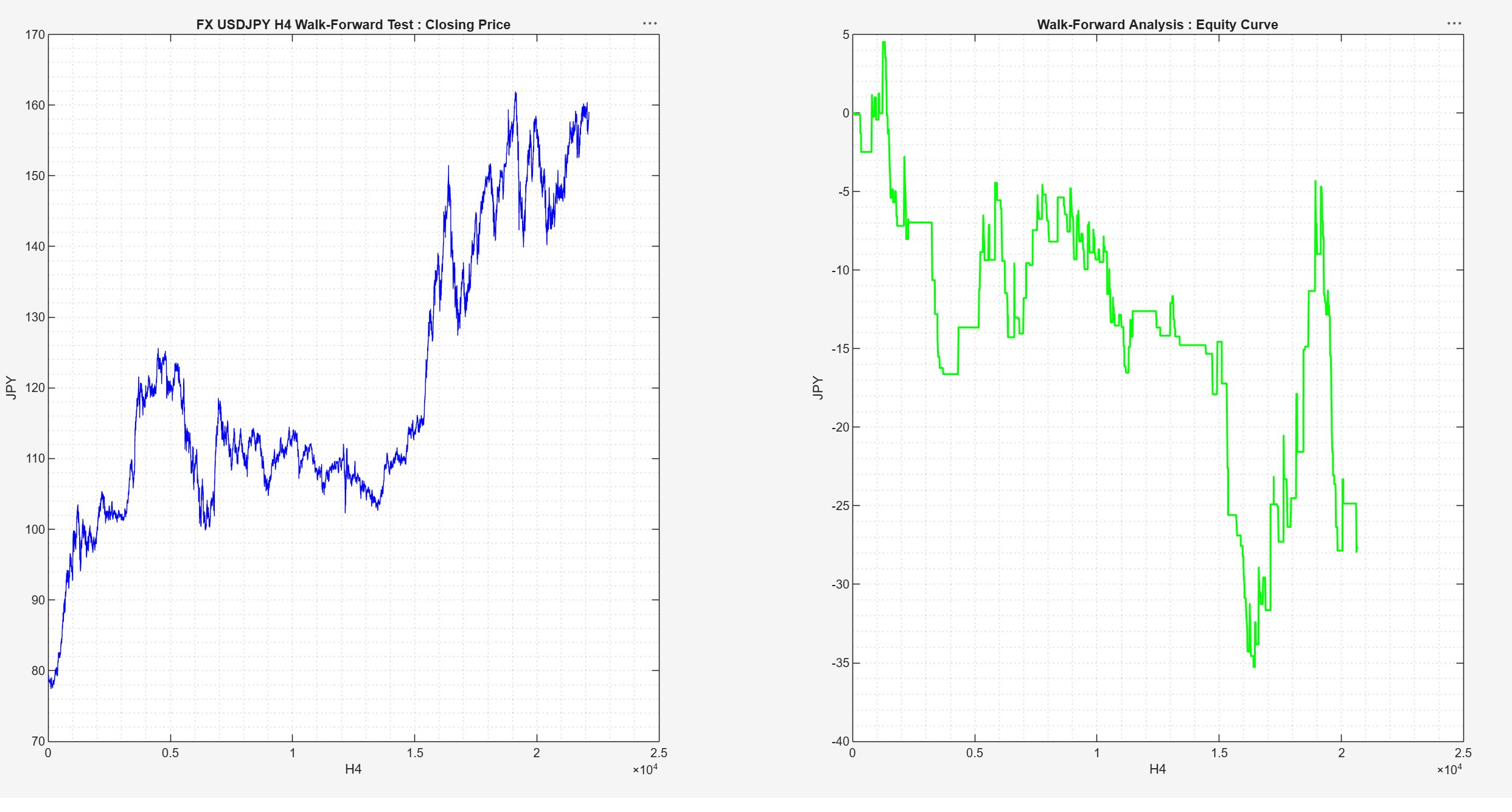 FX USDJPY H4 Walk-Forward Test : Closing Price
170
160
150
140
130
120
110
100
90
80
70
JPY
0 0.5 1 1.5 2 2.5
H4
×10⁴
Walk-Forward Analysis : Equity Curve
5
0
-5
-10
-15
-20
-25
-30
-35
-40
JPY
0 0.5 1 1.5 2 2.5
H4
×10⁴